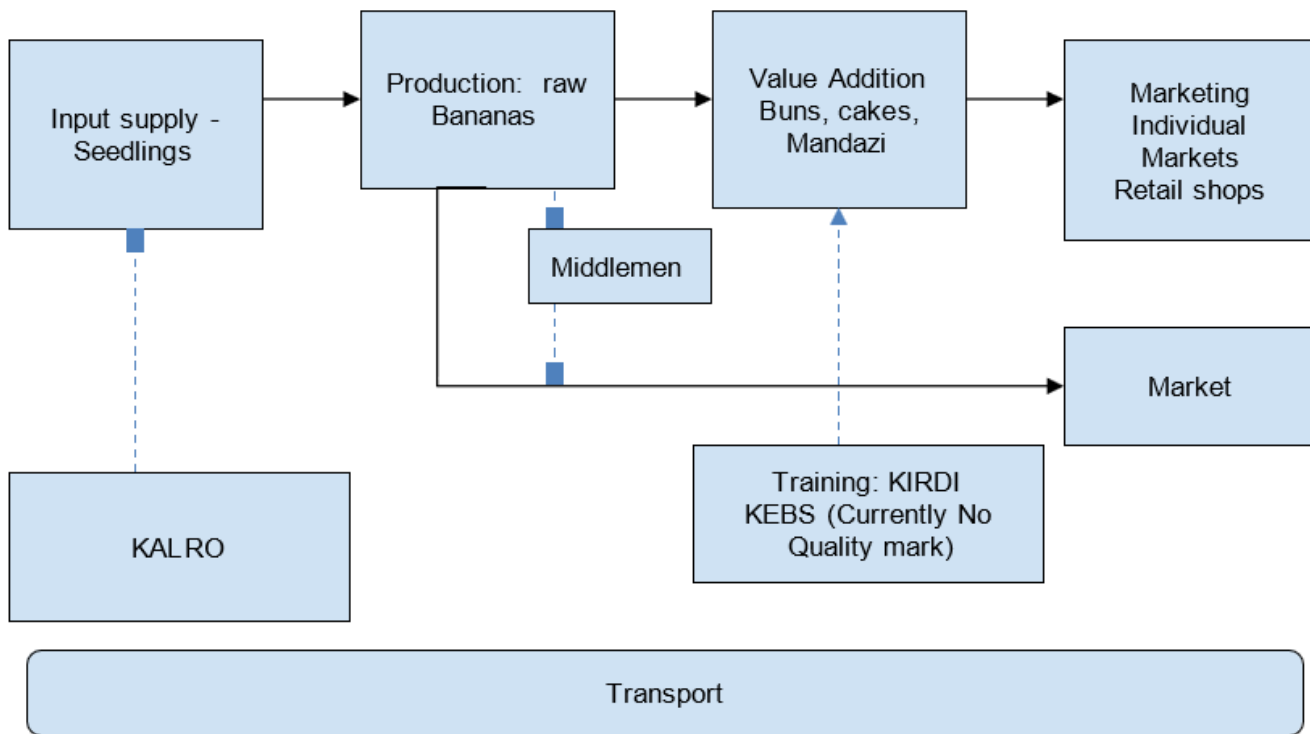 Input supply -
Seedlings
Production: raw
Bananas
Value Addition
Buns, cakes,
Mandazi
Marketing
Individual
Markets
Retail shops
Middlemen
Market
KALRO
Training: KIRDI
KEBS (Currently No
Quality mark)
Transport